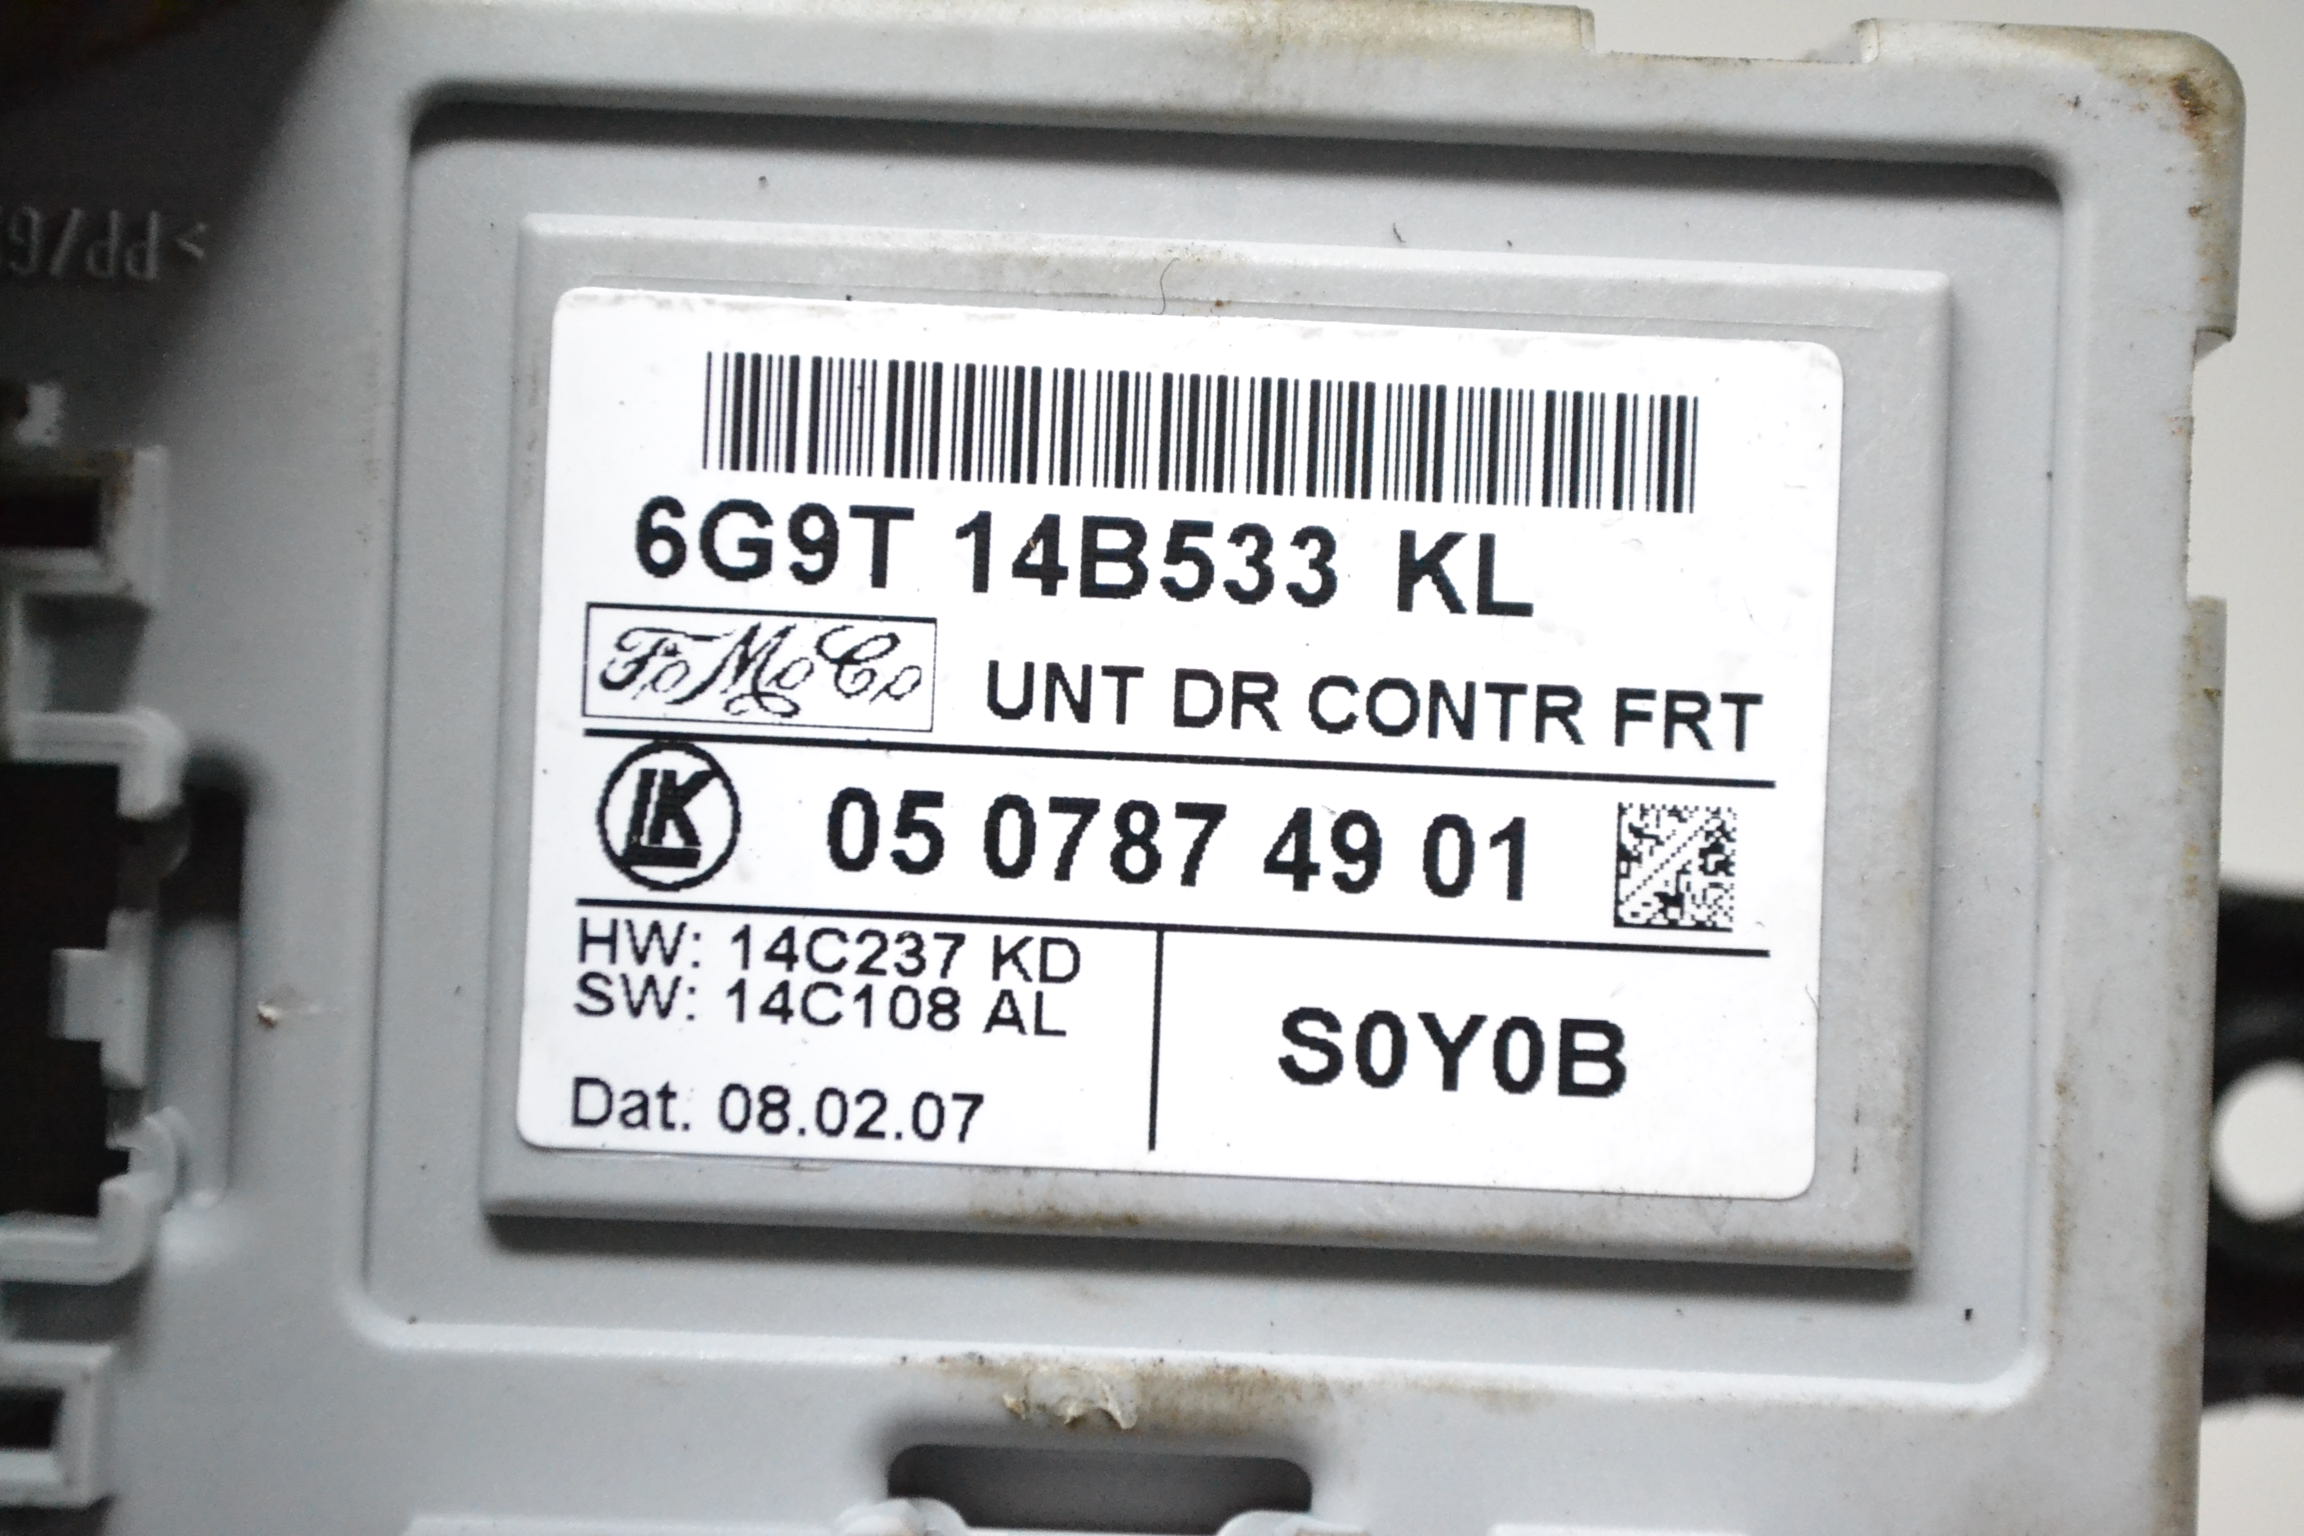 6G9T 14B533 KL
FoMoCo
UNT DR CONTR FRT
LK
05 0787 49 01
HW: 14C237 KD
SW: 14C108 AL
Dat. 08.02.07
S0Y0B